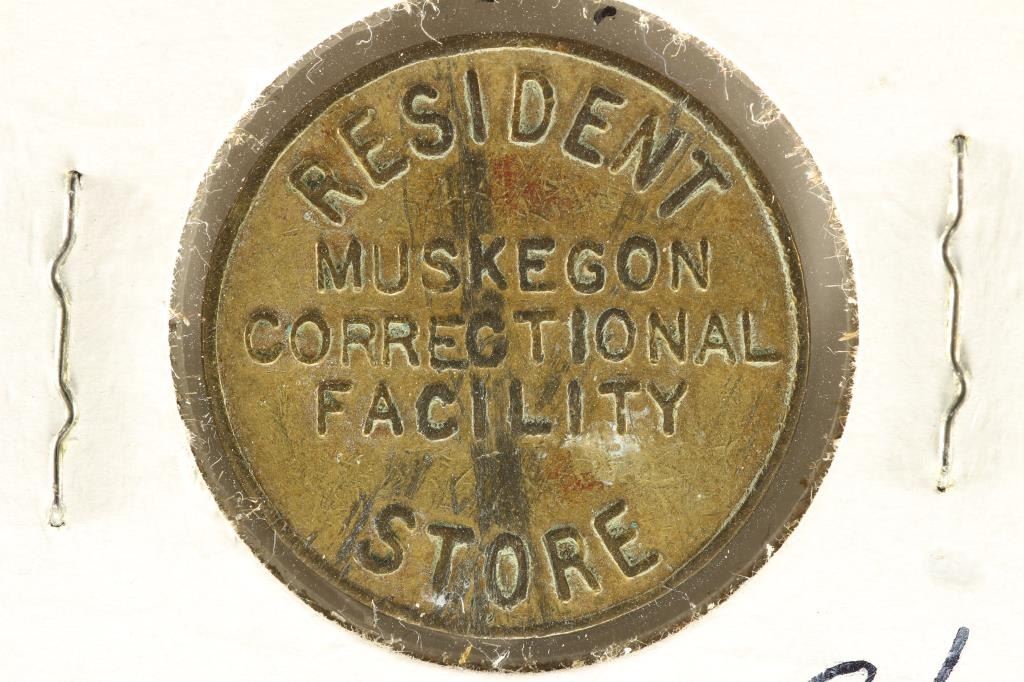 RESIDENT
MUSKEGON
CORRECTIONAL
FACILITY
STORE